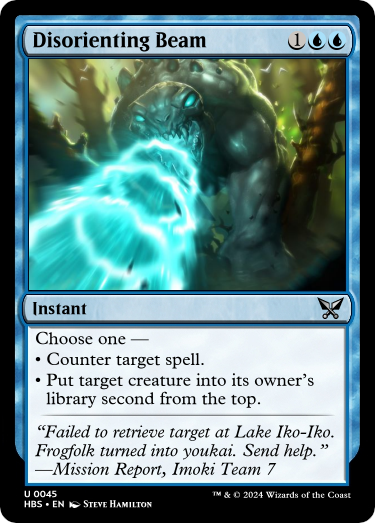 Disorienting Beam 1
Instant
Choose one —
• Counter target spell.
• Put target creature into its owner's
library second from the top.
"Failed to retrieve target at Lake Iko-Iko.
Frogfolk turned into youkai. Send help."
—Mission Report, Imoki Team 7
U 0045
HBS • EN Steve Hamilton
™ & © 2024 Wizards of the Coast